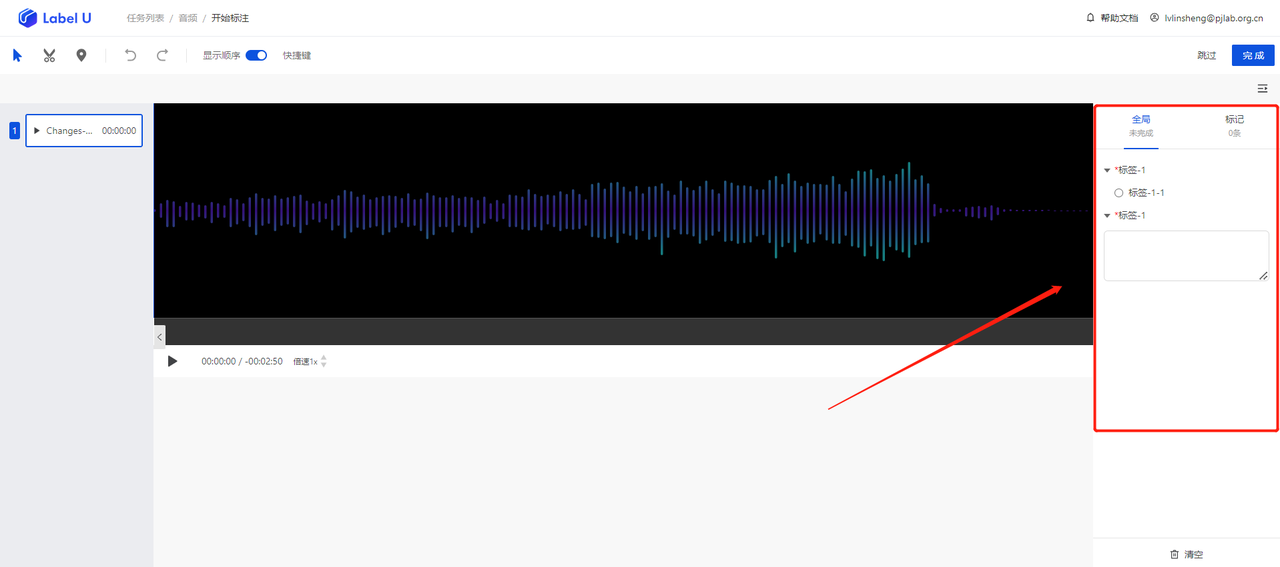 Label U
任务列表 / 音频 / 开始标注
帮助文档
lvlinsheng@pjlab.org.cn
显示顺序
快捷键
跳过
完成
1
Changes-...
00:00:00
全局
未完成
标记
0条
*标签-1
标签-1-1
*标签-1
00:00:00 / -00:02:50
倍速1x
清空